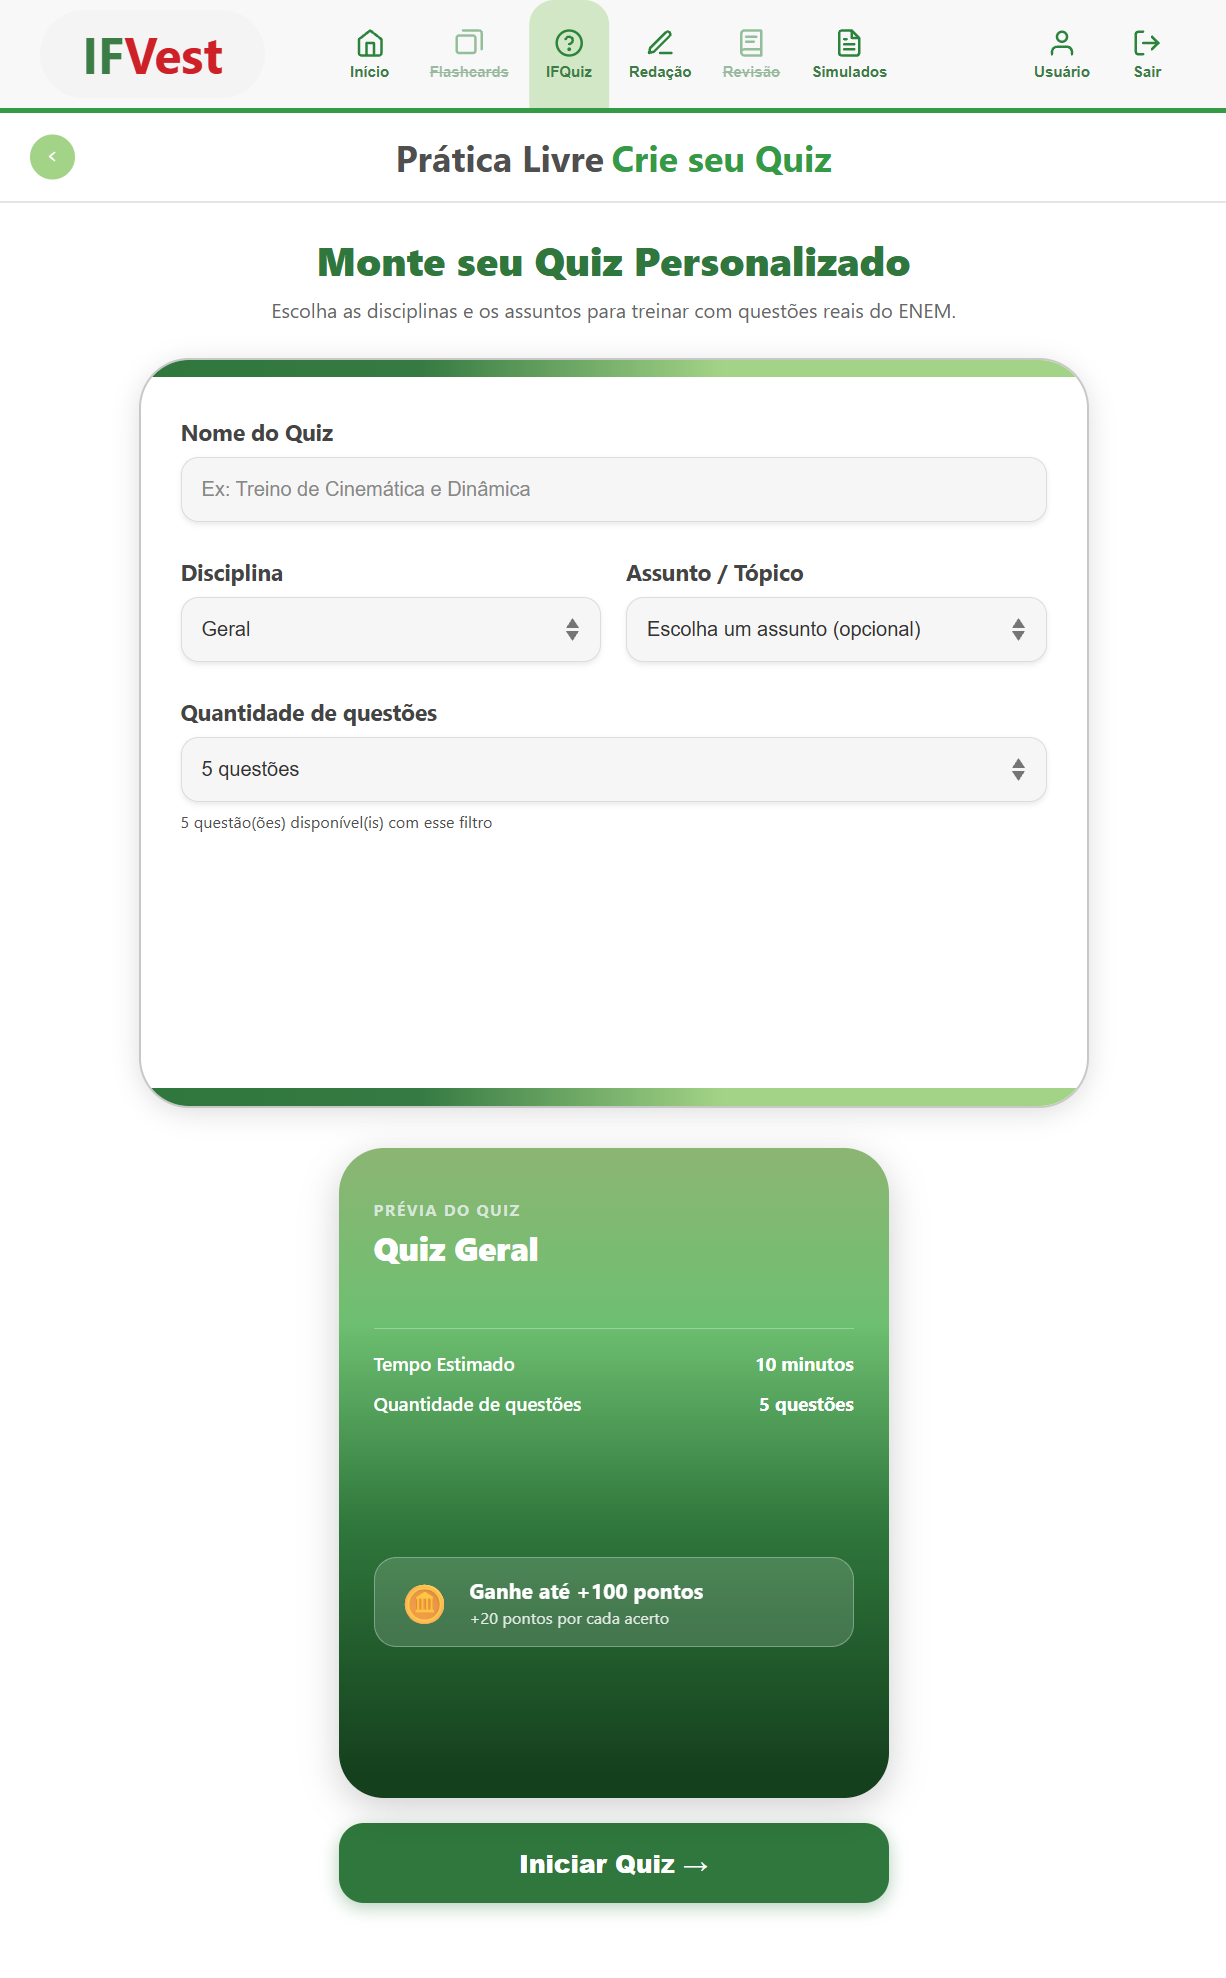 IFVest
Início
Flashcards
IFQuiz
Redação
Revisão
Simulados
Usuário
Sair
Prática Livre Crie seu Quiz
Monte seu Quiz Personalizado
Escolha as disciplinas e os assuntos para treinar com questões reais do ENEM.
Nome do Quiz
Ex: Treino de Cinemática e Dinâmica
Disciplina
Assunto / Tópico
Geral
Escolha um assunto (opcional)
Quantidade de questões
5 questões
5 questão(ões) disponível(is) com esse filtro
PRÉVIA DO QUIZ
Quiz Geral
Tempo Estimado
10 minutos
Quantidade de questões
5 questões
Ganhe até +100 pontos
+20 pontos por cada acerto
Iniciar Quiz →